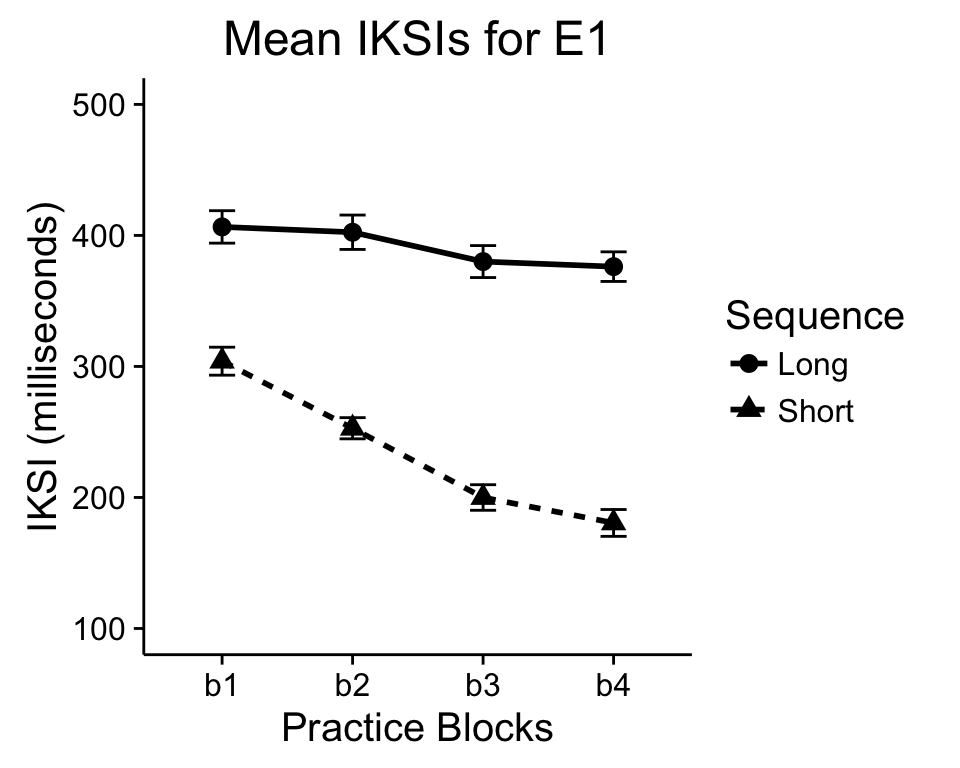 Mean IKSIs for E1
500
400
300
200
100
IKSI (milliseconds)
b1 b2 b3 b4
Practice Blocks
Sequence
Long
Short